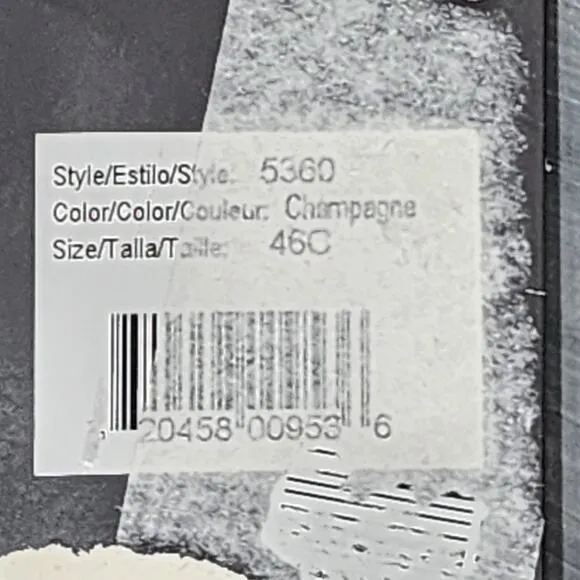 Style/Estilo/Style: 5360
Color/Color/Couleur: Champagne
Size/Talla/Taille: 46C
20458 00953 6